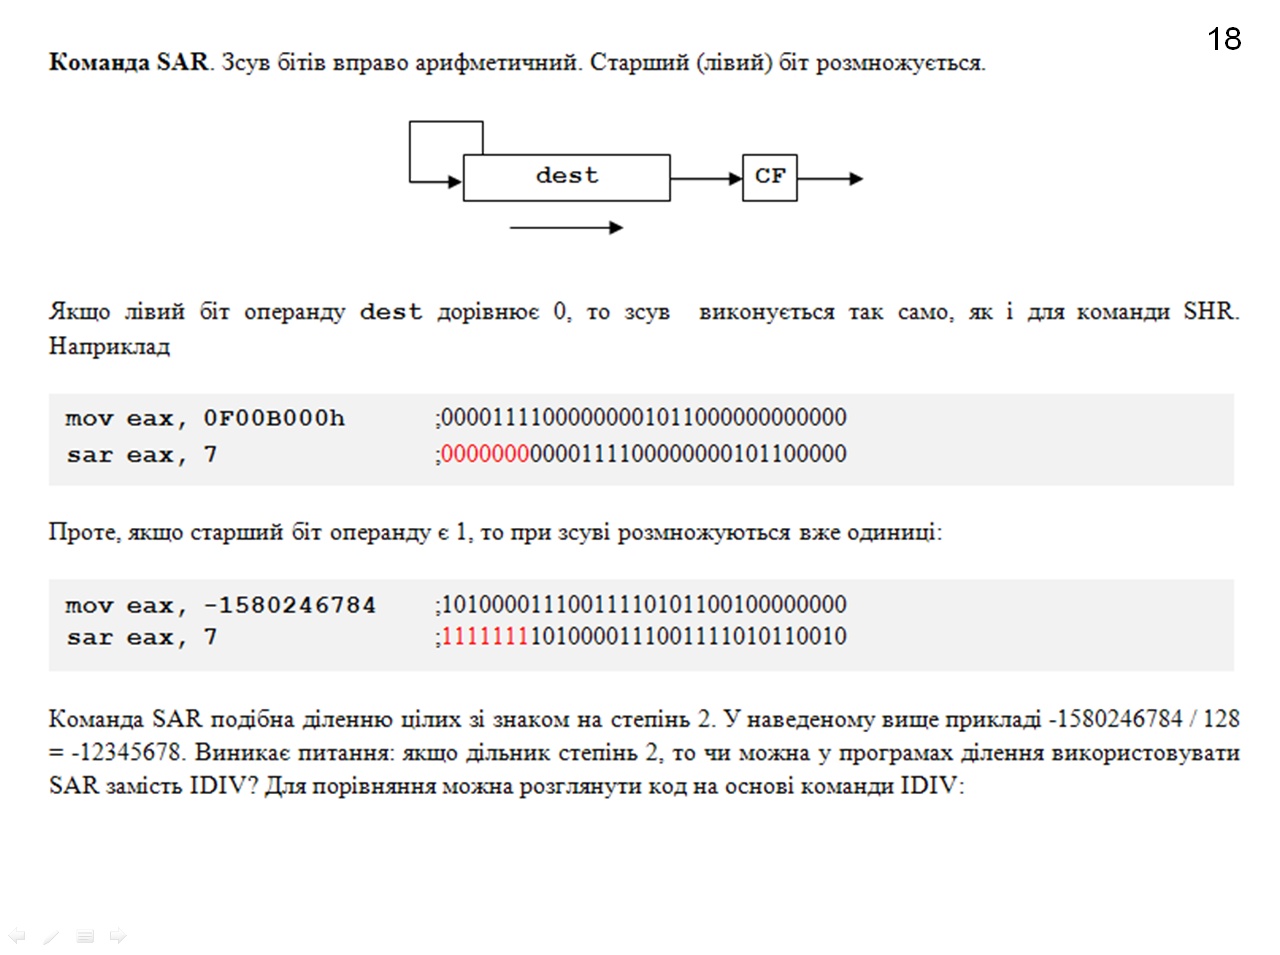 18
Команда SAR. Зсув бітів вправо арифметичний. Старший (лівий) біт розмножується.
dest
CF
Якщо лівий біт операнду dest дорівнює 0, то зсув виконується так само, як і для команди SHR.
Наприклад
mov eax, 0F00B000h ;00001111000000001011000000000000
sar eax, 7 ;00000000000111100000000101100000
Проте, якщо старший біт операнду є 1, то при зсуві розмножуються вже одиниці:
mov eax, -1580246784 ;10100001110011110101100100000000
sar eax, 7 ;11111111010000111001111010110010
Команда SAR подібна діленню цілих зі знаком на степінь 2. У наведеному вище прикладі -1580246784 / 128
= -12345678. Виникає питання: якщо дільник степінь 2, то чи можна у програмах ділення використовувати
SAR замість IDIV? Для порівняння можна розглянути код на основі команди IDIV: